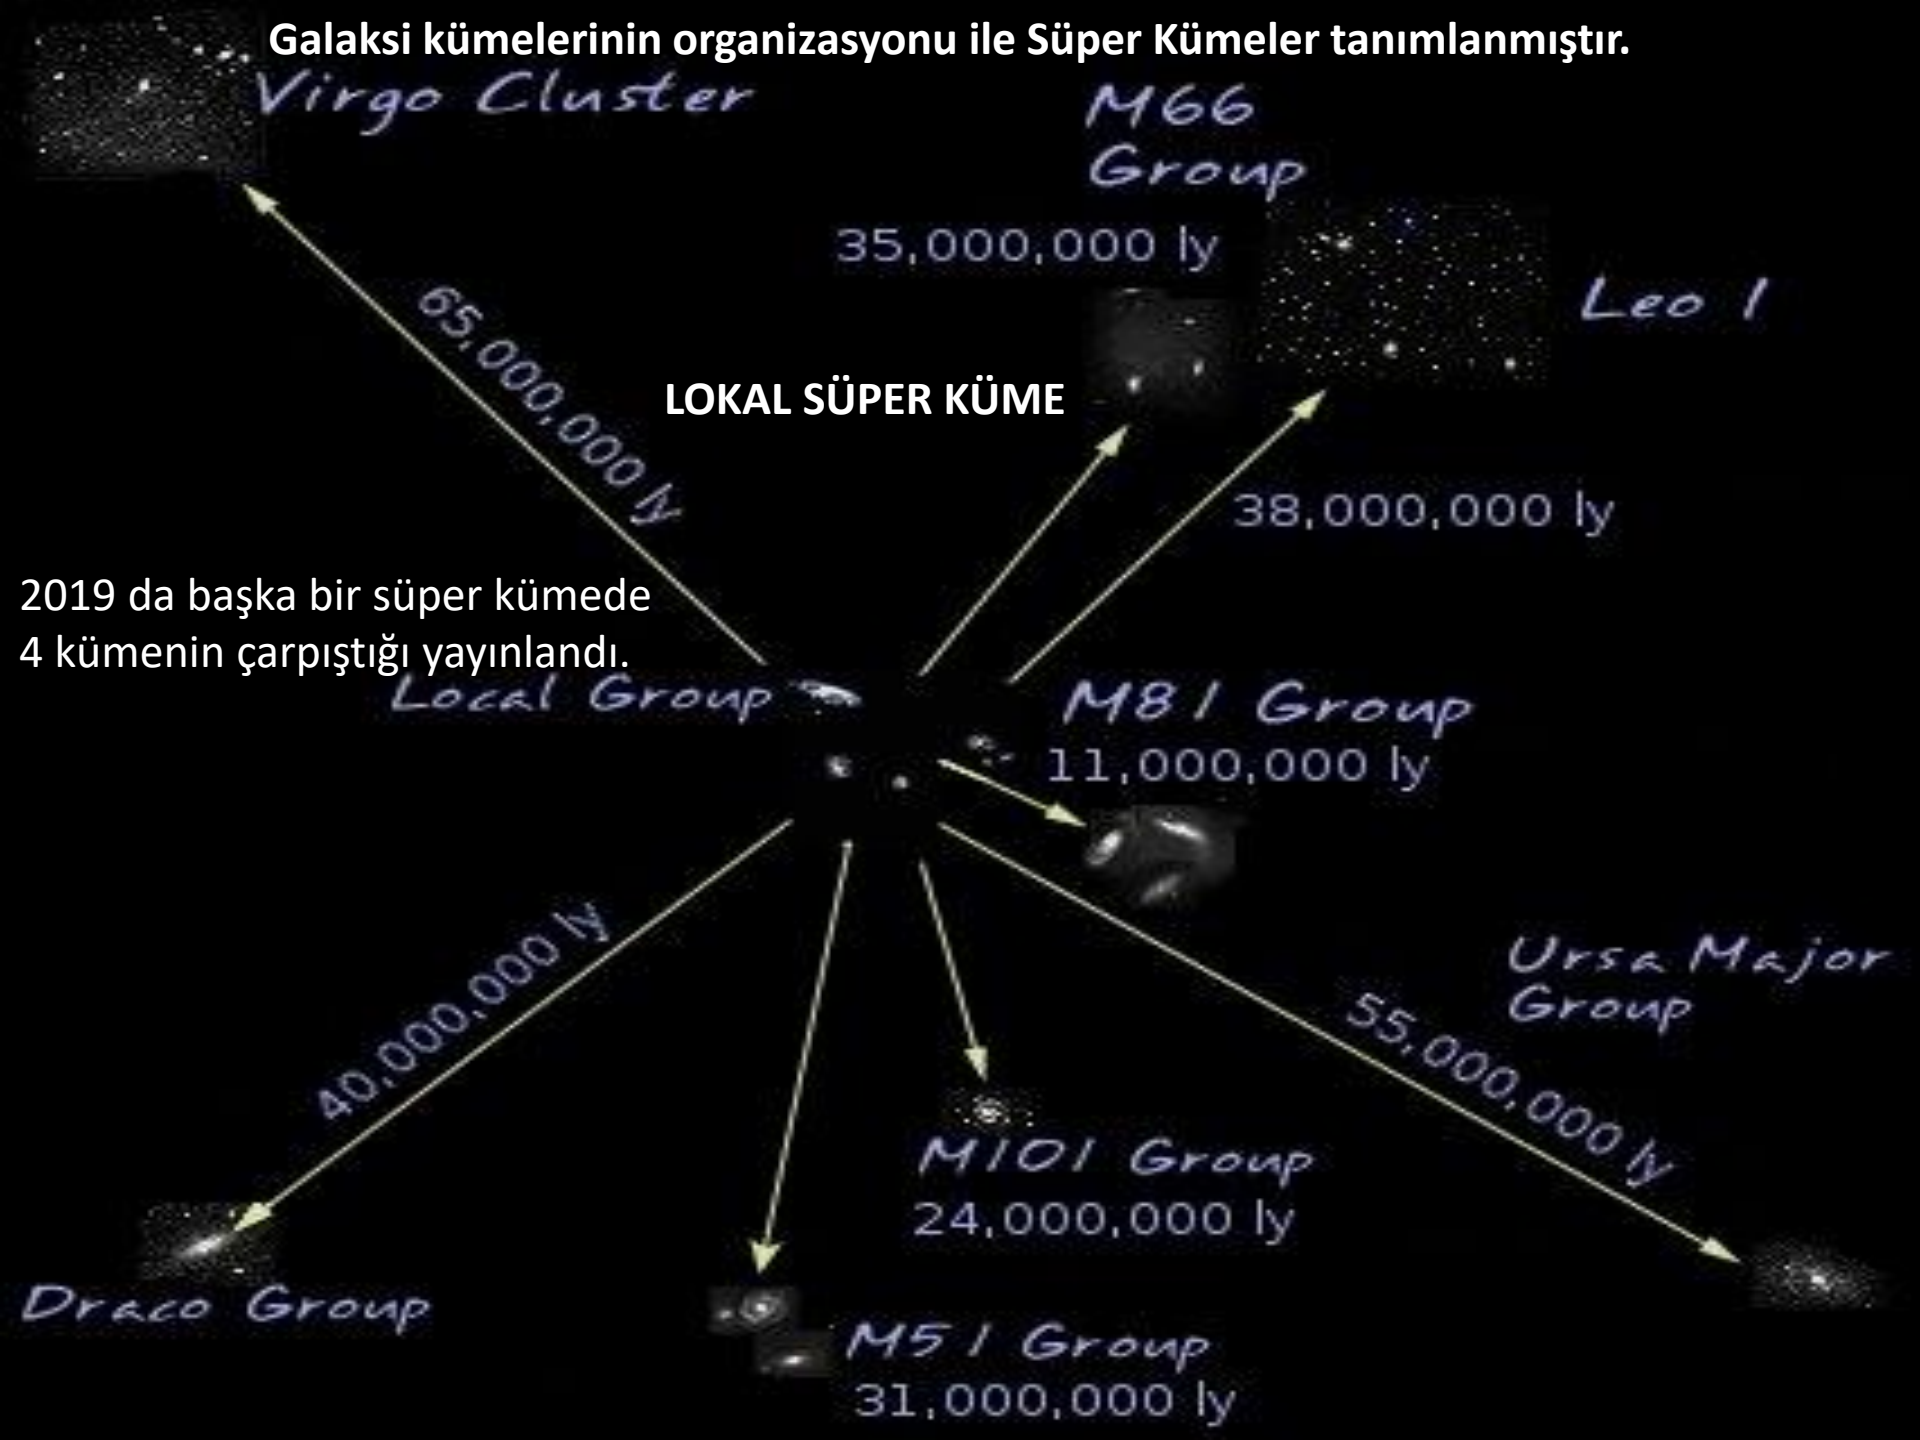 Galaksi kümelerinin organizasyonu ile Süper Kümeler tanımlanmıştır.
Virgo Cluster
M66
Group
35,000,000 ly
Leo I
65,000,000 ly
LOKAL SÜPER KÜME
38,000,000 ly
2019 da başka bir süper kümede
4 kümenin çarpıştığı yayınlandı.
Local Group
M81 Group
11,000,000 ly
40,000,000 ly
Ursa Major
Group
55,000,000 ly
M101 Group
24,000,000 ly
Draco Group
M51 Group
31,000,000 ly